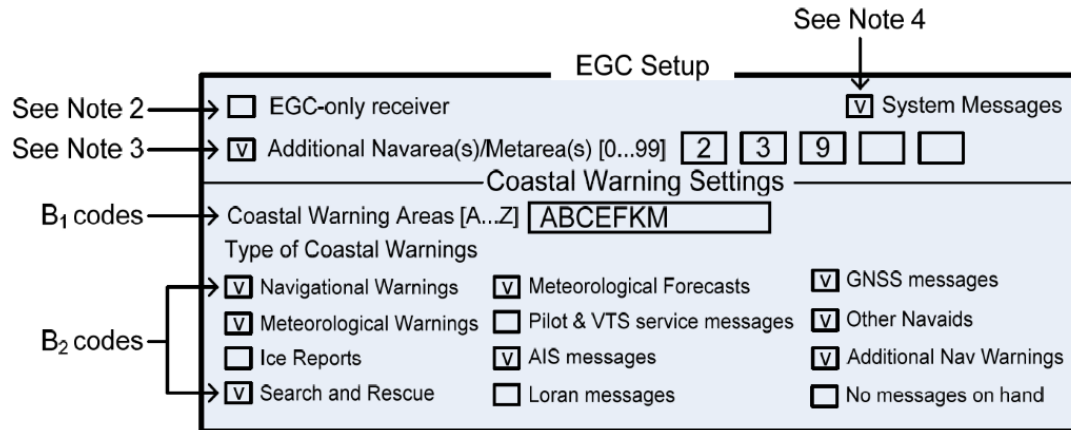 See Note 4
EGC Setup
See Note 2
EGC-only receiver
v System Messages
See Note 3
v Additional Navarea(s)/Metarea(s) [0...99] 2 3 9
Coastal Warning Settings
B₁ codes
Coastal Warning Areas [A...Z] ABCEFKM
Type of Coastal Warnings
B₂ codes
v Navigational Warnings
v Meteorological Warnings
Ice Reports
v Search and Rescue
v Meteorological Forecasts
Pilot & VTS service messages
v AIS messages
Loran messages
v GNSS messages
v Other Navaids
v Additional Nav Warnings
No messages on hand